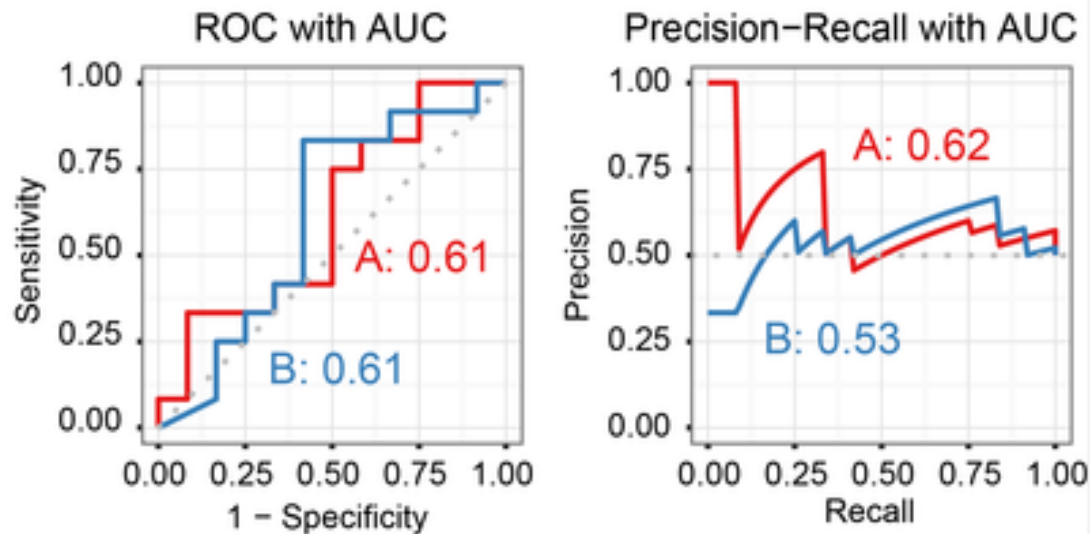 ROC with AUC
1.00
0.75
0.50
0.25
0.00
Sensitivity
A: 0.61
B: 0.61
0.00 0.25 0.50 0.75 1.00
1 − Specificity
Precision−Recall with AUC
1.00
0.75
0.50
0.25
0.00
Precision
A: 0.62
B: 0.53
0.00 0.25 0.50 0.75 1.00
Recall